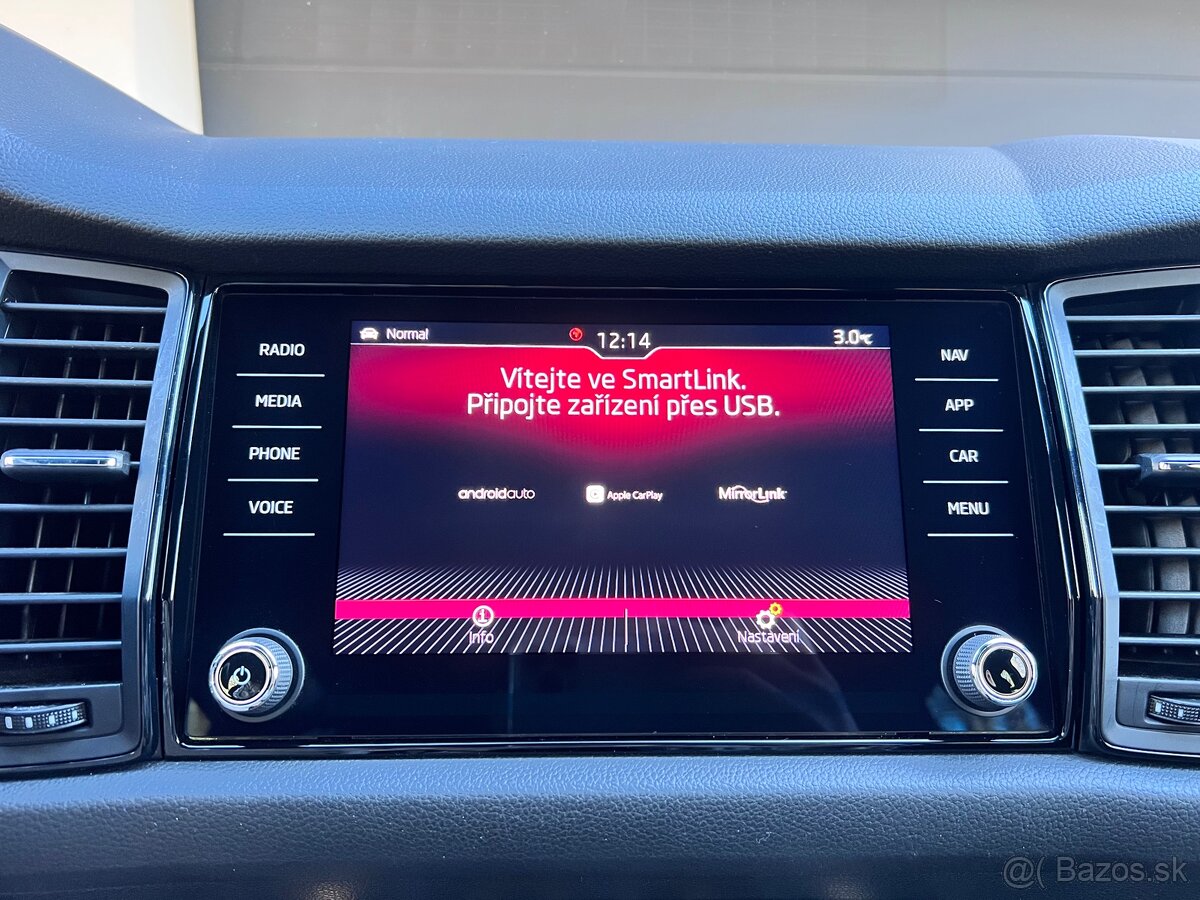 Normal 12:14 3.0°C
Vítejte ve SmartLink.
Připojte zařízení přes USB.
androidauto Apple CarPlay MirrorLink
Info Nastavení
RADIO
MEDIA
PHONE
VOICE
NAV
APP
CAR
MENU
@( Bazos.sk